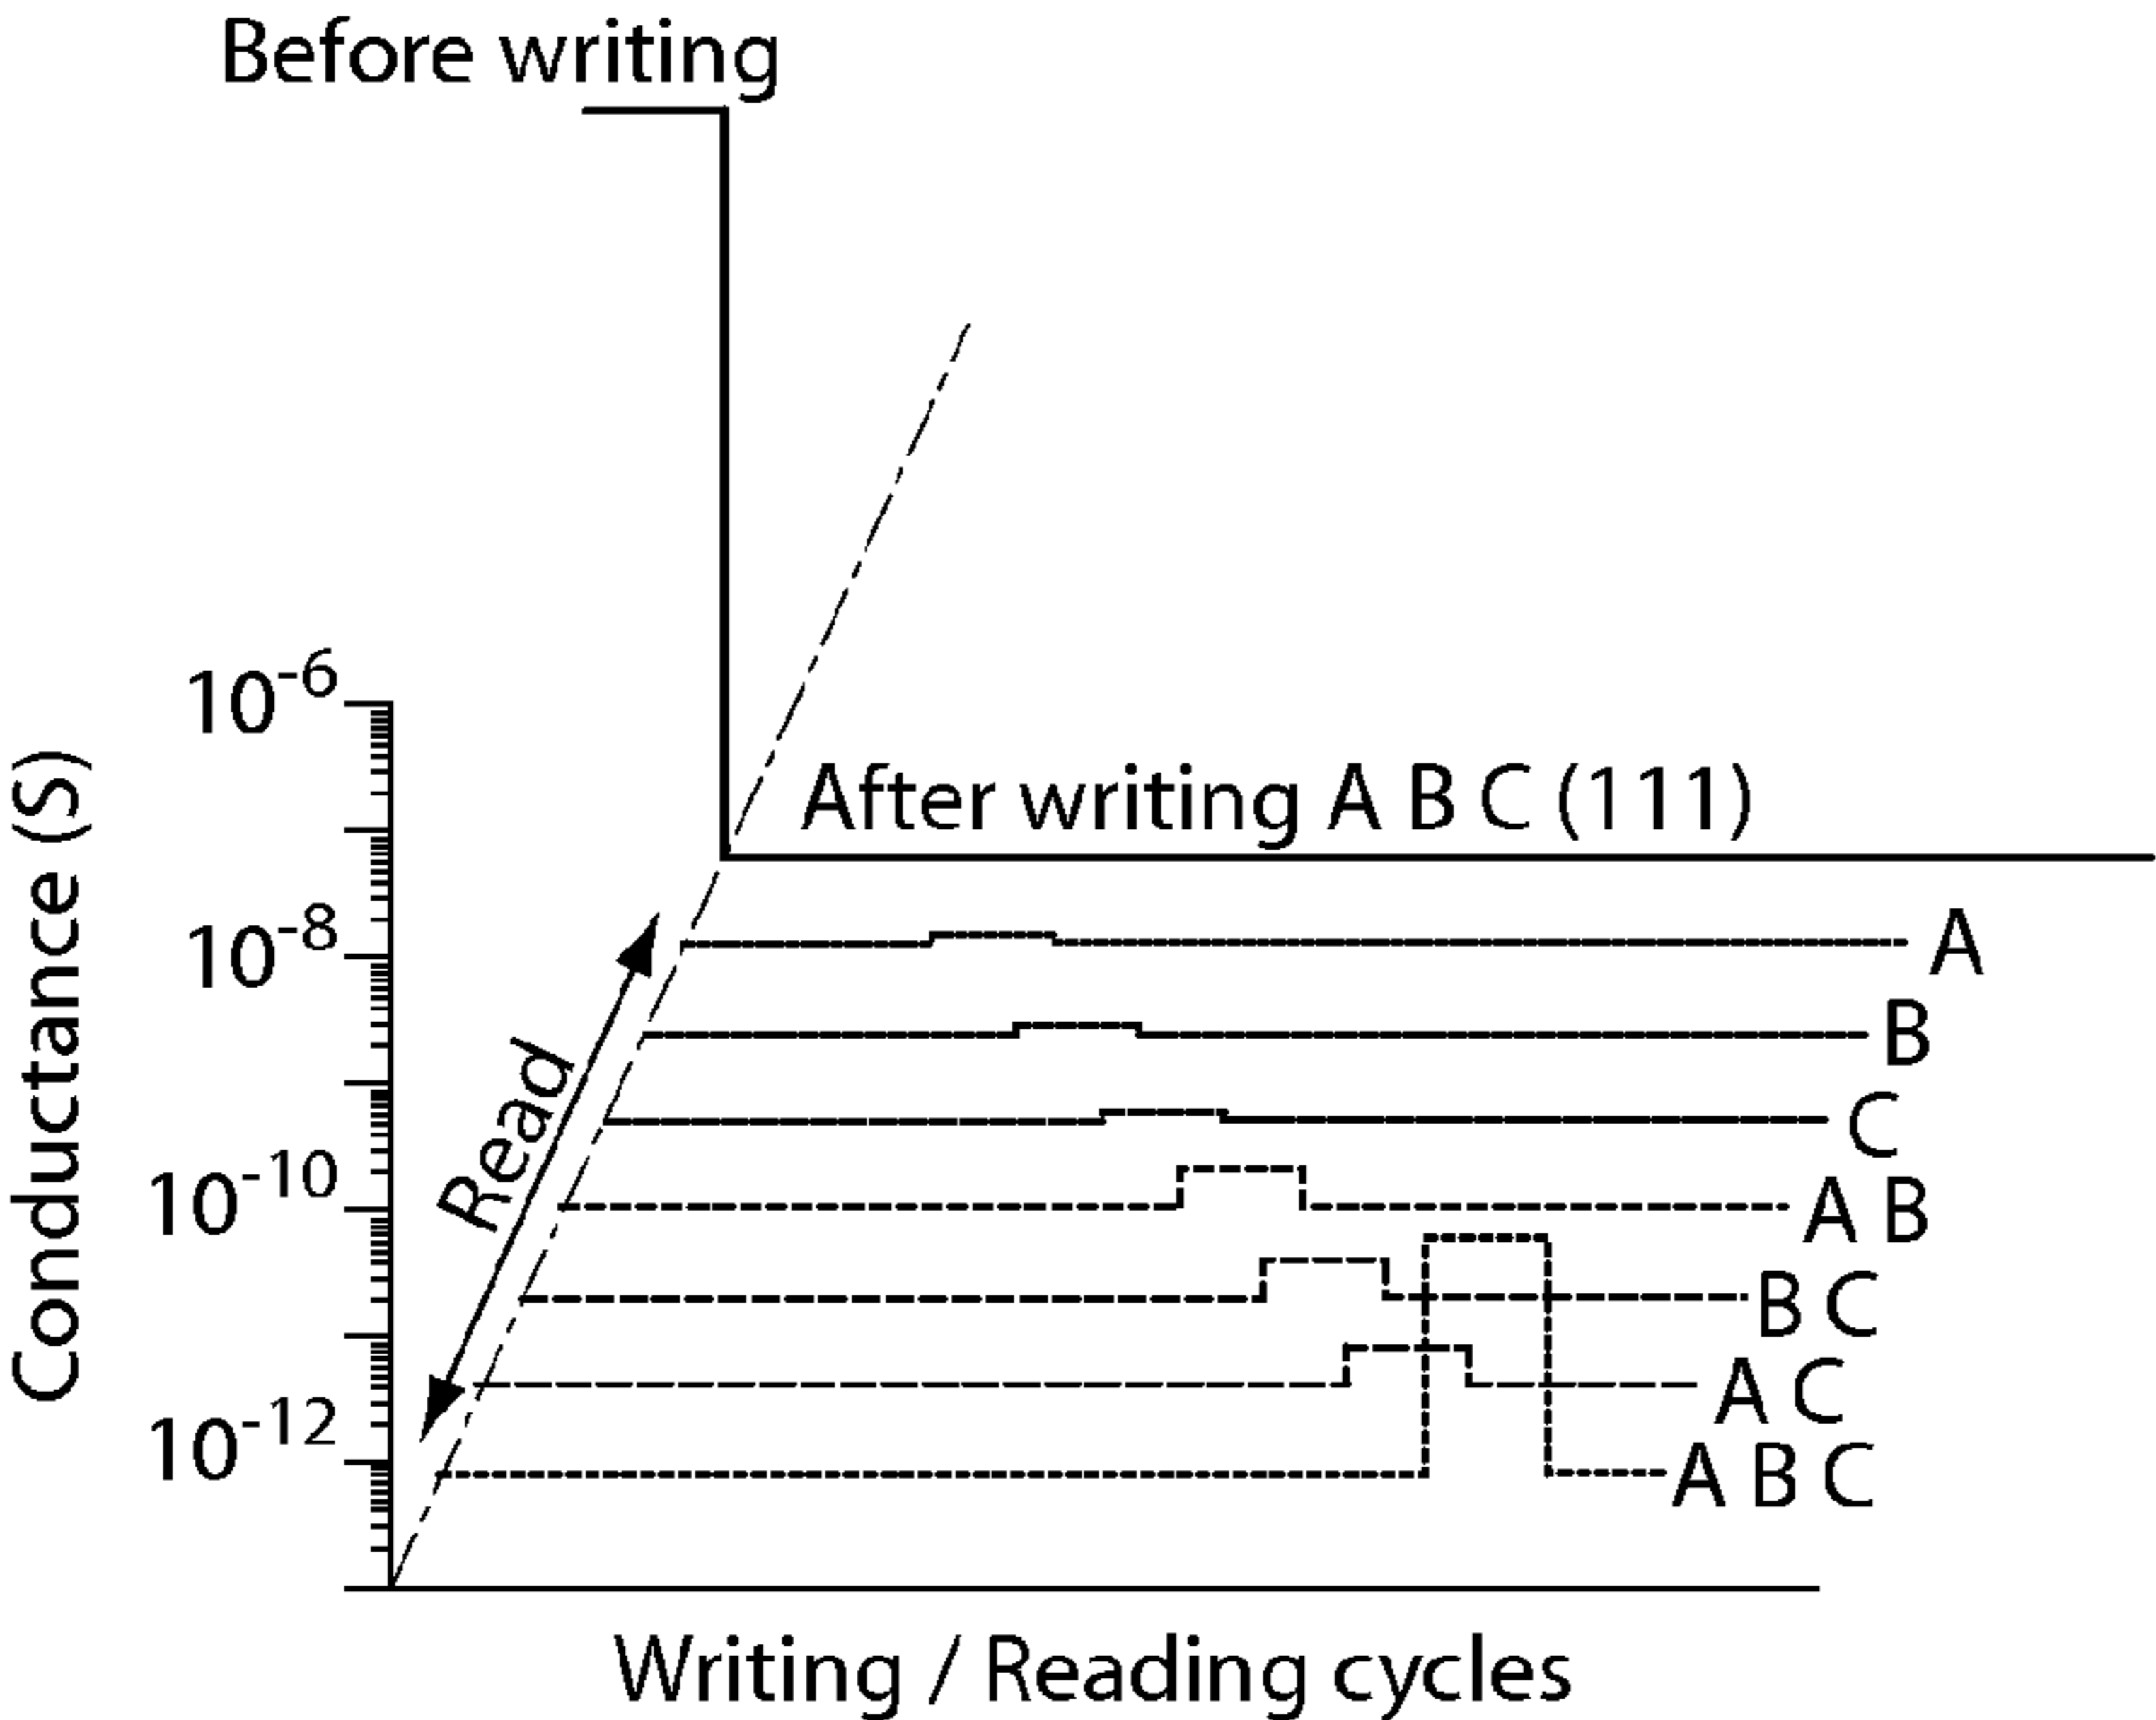 Before writing
10-6
After writing A B C (111)
Conductance (S)
10-8
A
B
Read
C
10-10
A B
B C
A C
10-12
A B C
Writing / Reading cycles